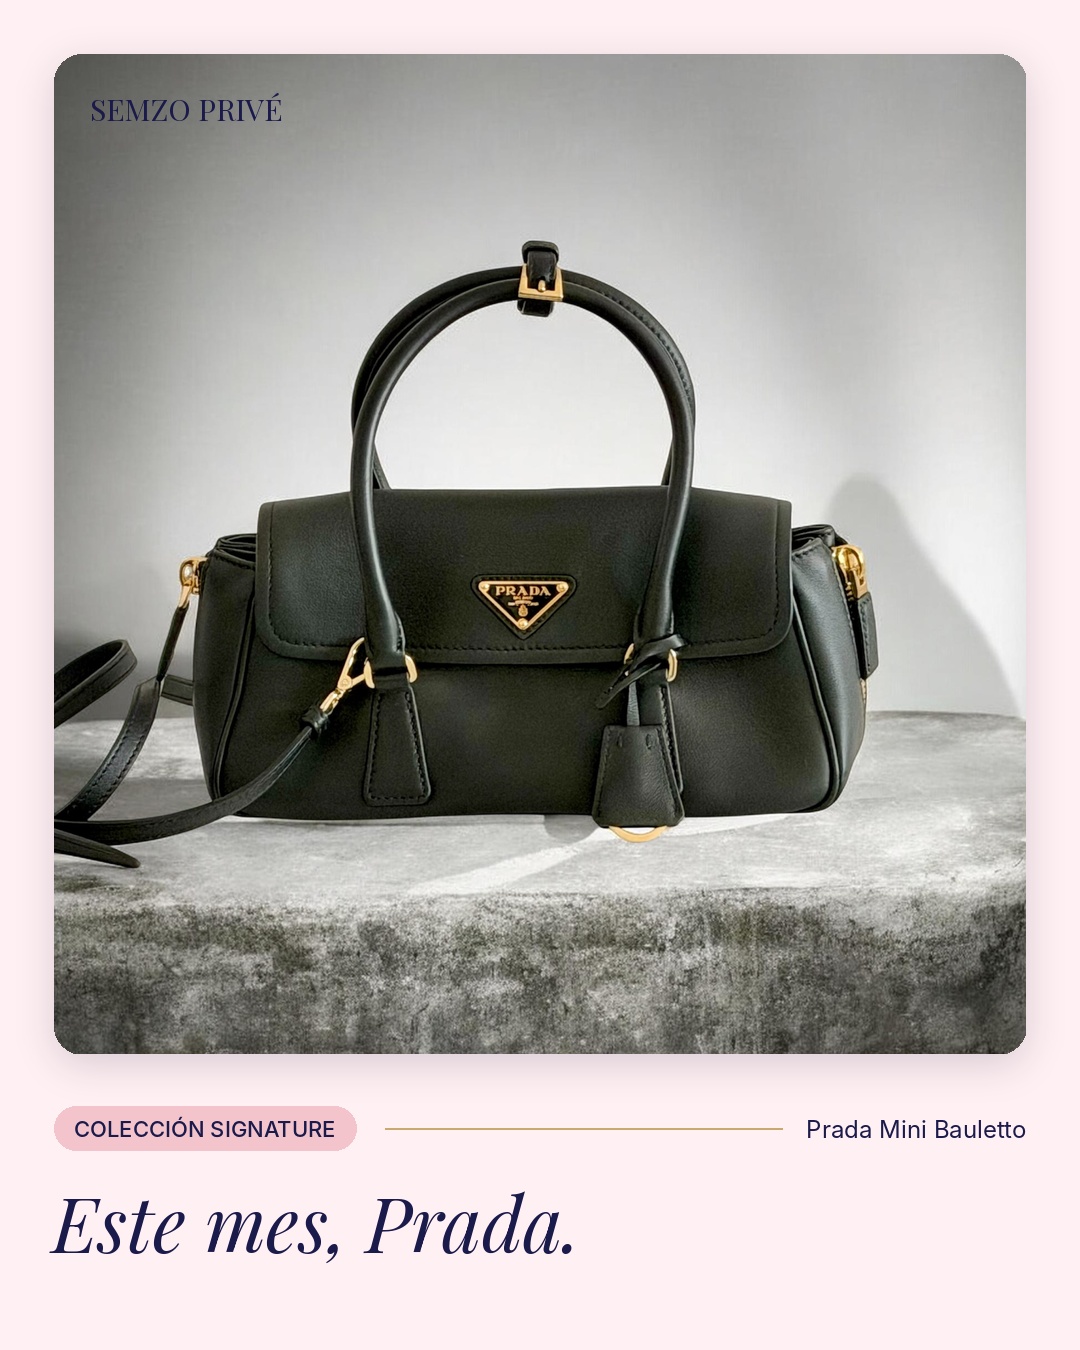 SEMZO PRIVÉ
PRADA
COLECCIÓN SIGNATURE
Prada Mini Bauletto
Este mes, Prada.